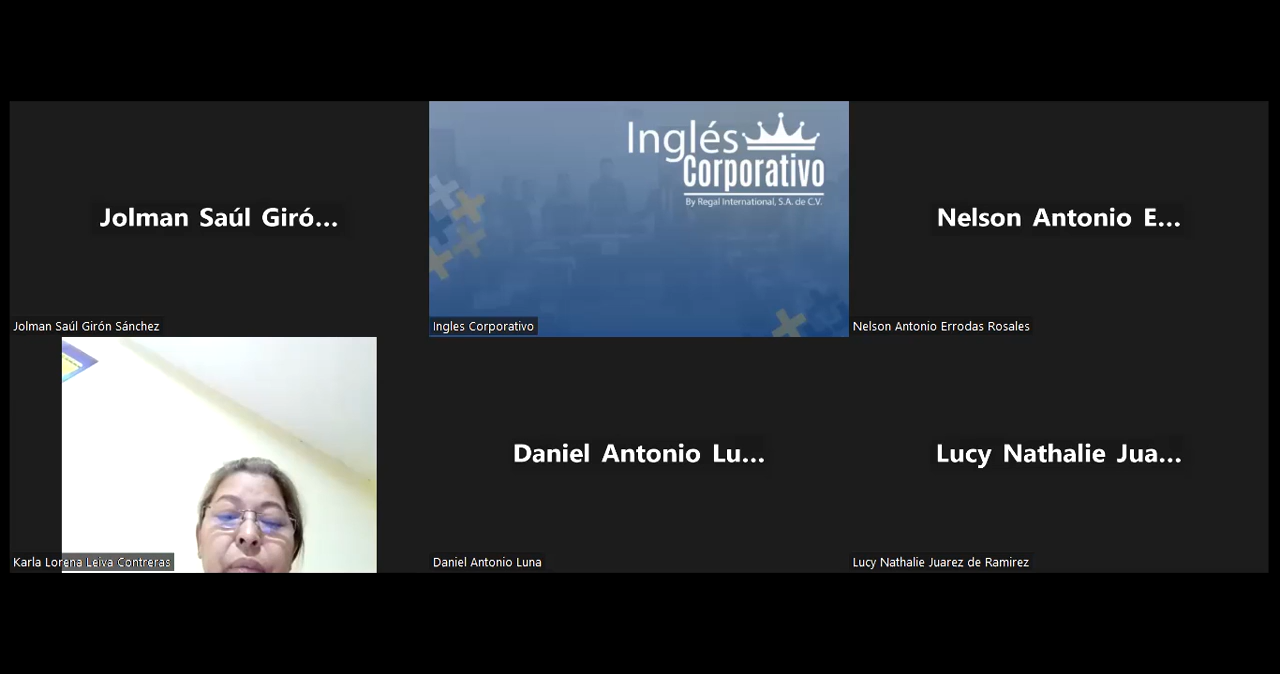 Jolman Saúl Giró...
Jolman Saúl Girón Sánchez
Inglés
Corporativo
By Regal International, S.A. de C.V.
Ingles Corporativo
Nelson Antonio E...
Nelson Antonio Errodas Rosales
Karla Lorena Leiva Contreras
Daniel Antonio Lu...
Daniel Antonio Luna
Lucy Nathalie Jua...
Lucy Nathalie Juarez de Ramirez